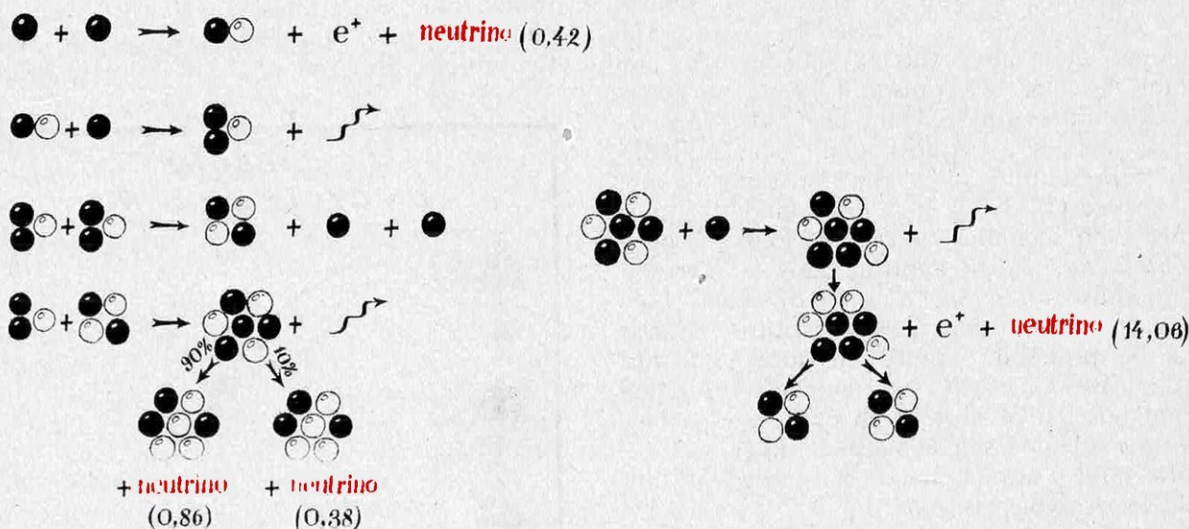 + + e⁺ + neutrino (0,42)
+ +
+ + +
+ +
+ +
90% 10%
+ e⁺ + neutrino (14,06)
+ neutrino + neutrino
(0,86) (0,38)